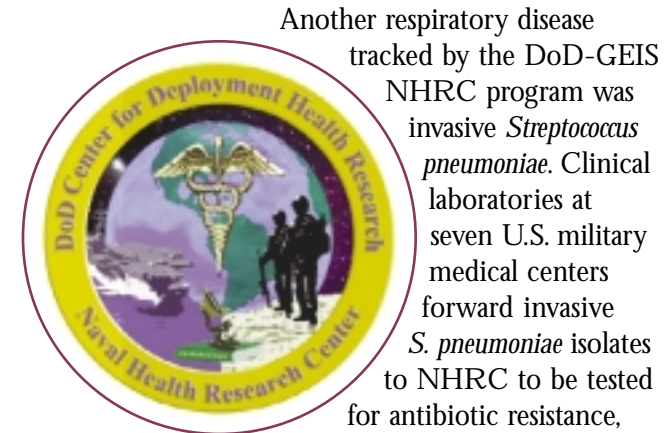 Another respiratory disease
tracked by the DoD-GEIS
NHRC program was
invasive Streptococcus
pneumoniae. Clinical
laboratories at
seven U.S. military
medical centers
forward invasive
S. pneumoniae isolates
to NHRC to be tested
for antibiotic resistance,
DoD Center for Deployment Health Research
Naval Health Research Center